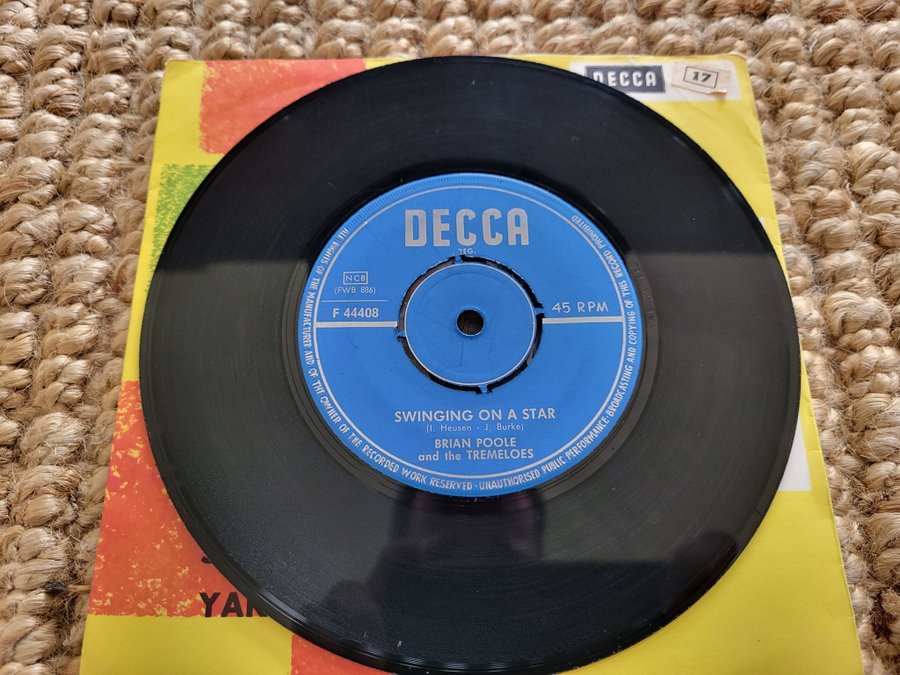 DECCA
17
DECCA
REG.
NCB
(FWB 886)
F 44408
45 RPM
SWINGING ON A STAR
(I. Heusen - J. Burke)
BRIAN POOLE
and the TREMELOES
ALL RIGHTS OF THE MANUFACTURER AND OF THE OWNER OF THE RECORDED WORK RESERVED · UNAUTHORISED PUBLIC PERFORMANCE · BROADCASTING AND COPYING OF THIS RECORD PROHIBITED